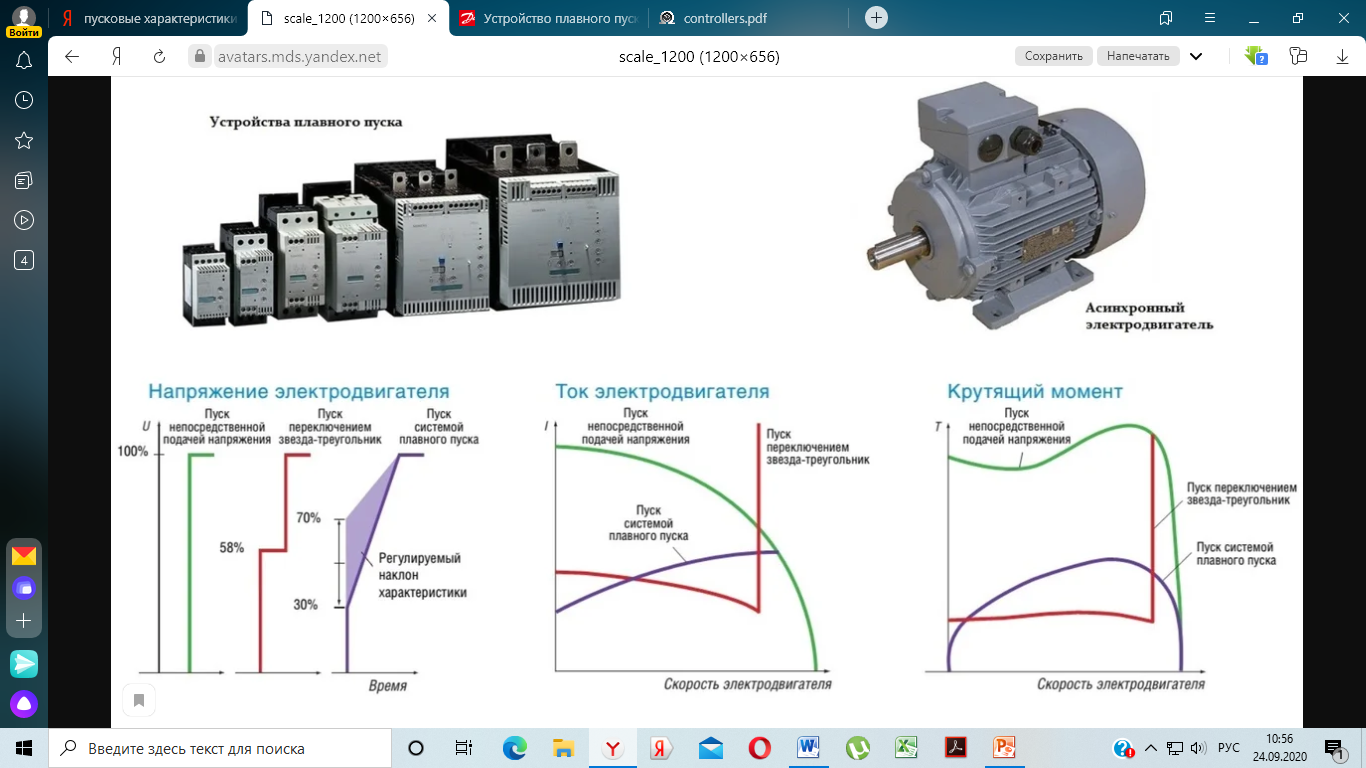 Войти
пусковые характеристики
scale_1200 (1200×656)
Устройство плавного пуск
controllers.pdf
avatars.mds.yandex.net
scale_1200 (1200×656)
Сохранить
Напечатать
4
Устройства плавного пуска
Асинхронный
электродвигатель
Напряжение электродвигателя
U
Пуск
непосредственной
подачей напряжения
Пуск
переключением
звезда-треугольник
Пуск
системой
плавного пуска
100%
70%
58%
30%
Регулируемый
наклон
характеристики
Время
Ток электродвигателя
I
Пуск
непосредственной
подачей напряжения
Пуск
переключением
звезда-треугольник
Пуск
системой
плавного пуска
Скорость электродвигателя
Крутящий момент
T
Пуск
непосредственной
подачей напряжения
Пуск переключением
звезда-треугольник
Пуск системой
плавного пуска
Скорость электродвигателя
Введите здесь текст для поиска
РУС
10:56
24.09.2020
1